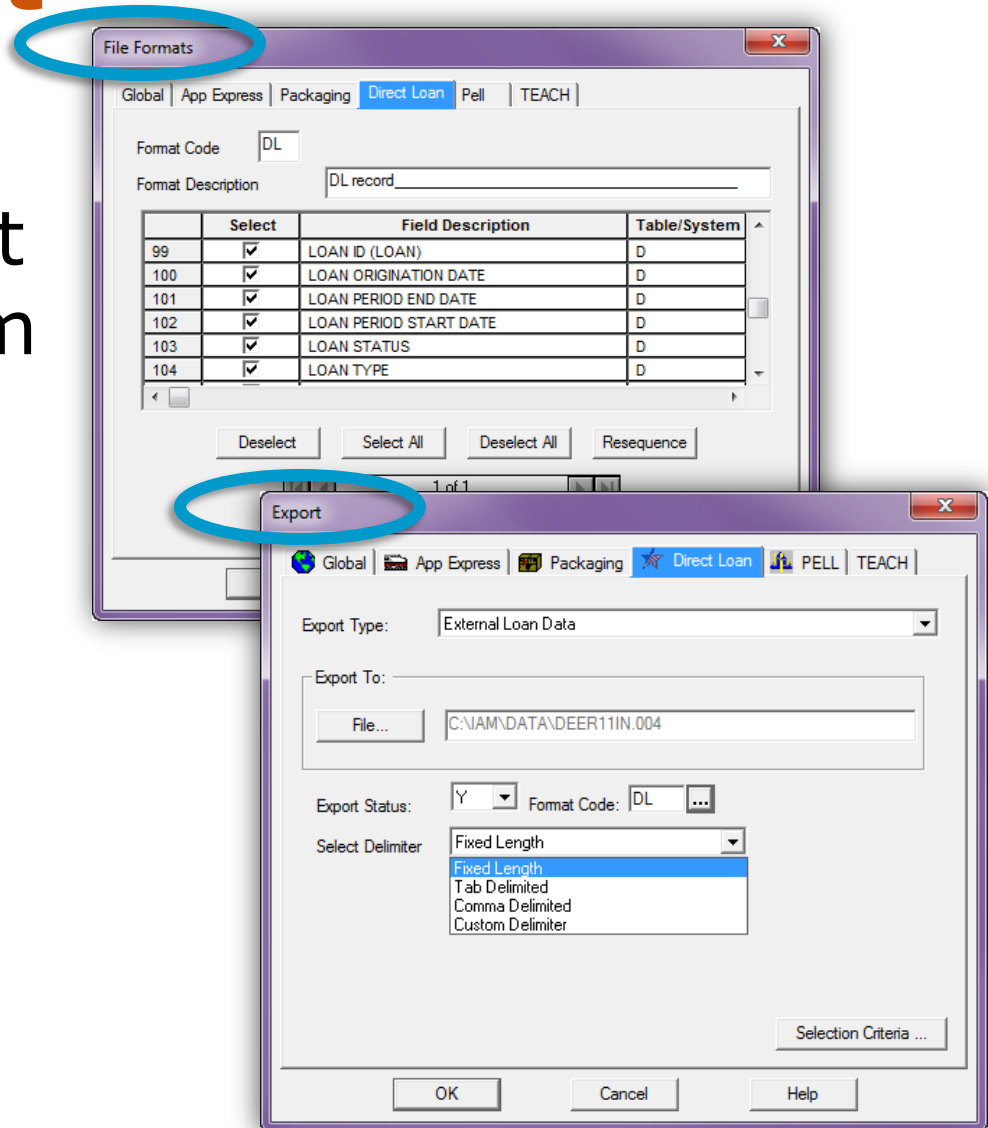 t
File Formats
Global App Express Packaging Direct Loan Pell TEACH
Format Code DL
Format Description DL record
t
m
Select Field Description Table/System
99 LOAN ID (LOAN) D
100 LOAN ORIGINATION DATE D
101 LOAN PERIOD END DATE D
102 LOAN PERIOD START DATE D
103 LOAN STATUS D
104 LOAN TYPE D
Deselect Select All Deselect All Resequence
1 of 1
Export
Global App Express Packaging Direct Loan PELL TEACH
Export Type: External Loan Data
Export To:
File... C:\IAM\DATA\DEER11IN.004
Export Status: Y Format Code: DL ...
Select Delimiter Fixed Length
Fixed Length
Tab Delimited
Comma Delimited
Custom Delimiter
Selection Criteria ...
OK Cancel Help